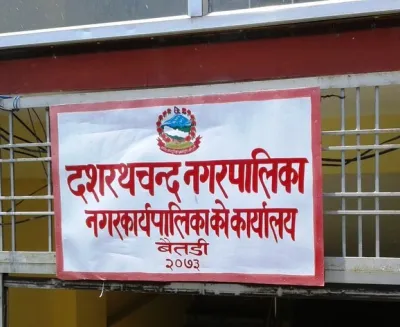 दशरथचन्द नगरपालिका
नगरकार्यपालिकाको कार्यालय
बैतडी
२०७३